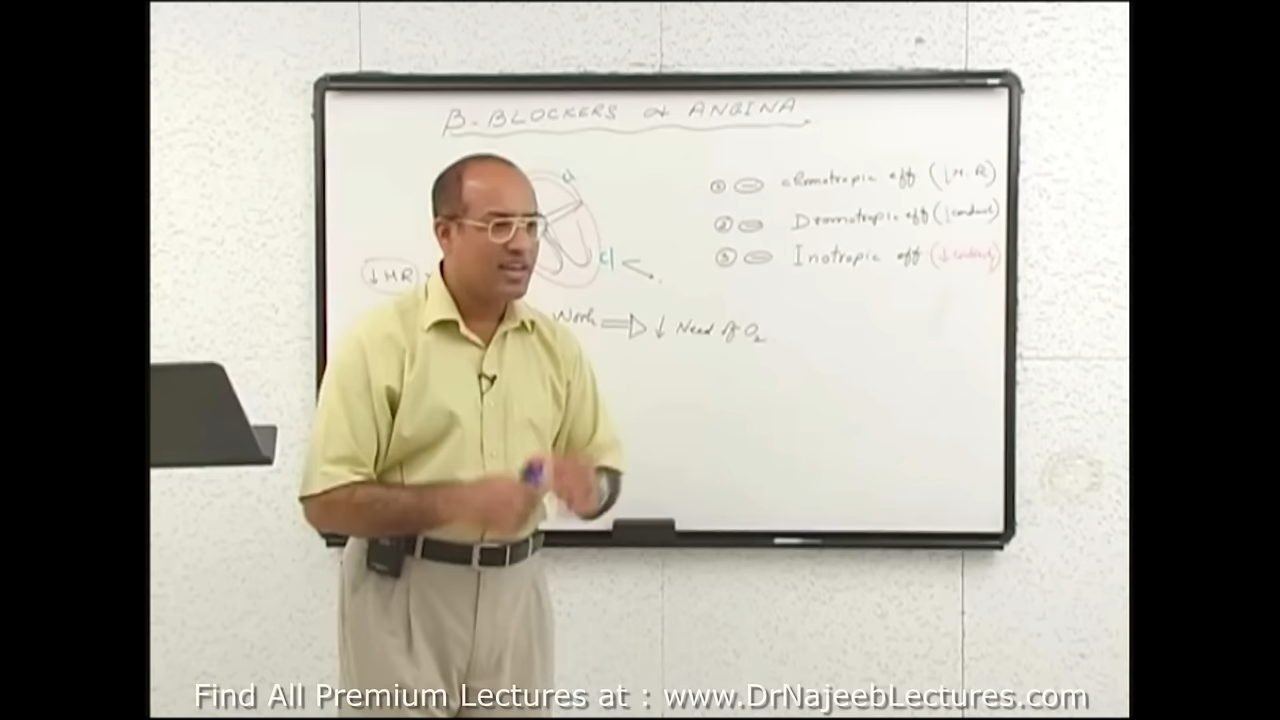 β-BLOCKERS & ANGINA
① ⊖ chronotropic eff (↓H.R)
② ⊖ Dromotropic eff (↓conduct)
③ ⊖ Inotropic eff
↓HR
Work ⇒ ↓ Need of O₂
Find All Premium Lectures at : www.DrNajeebLectures.com